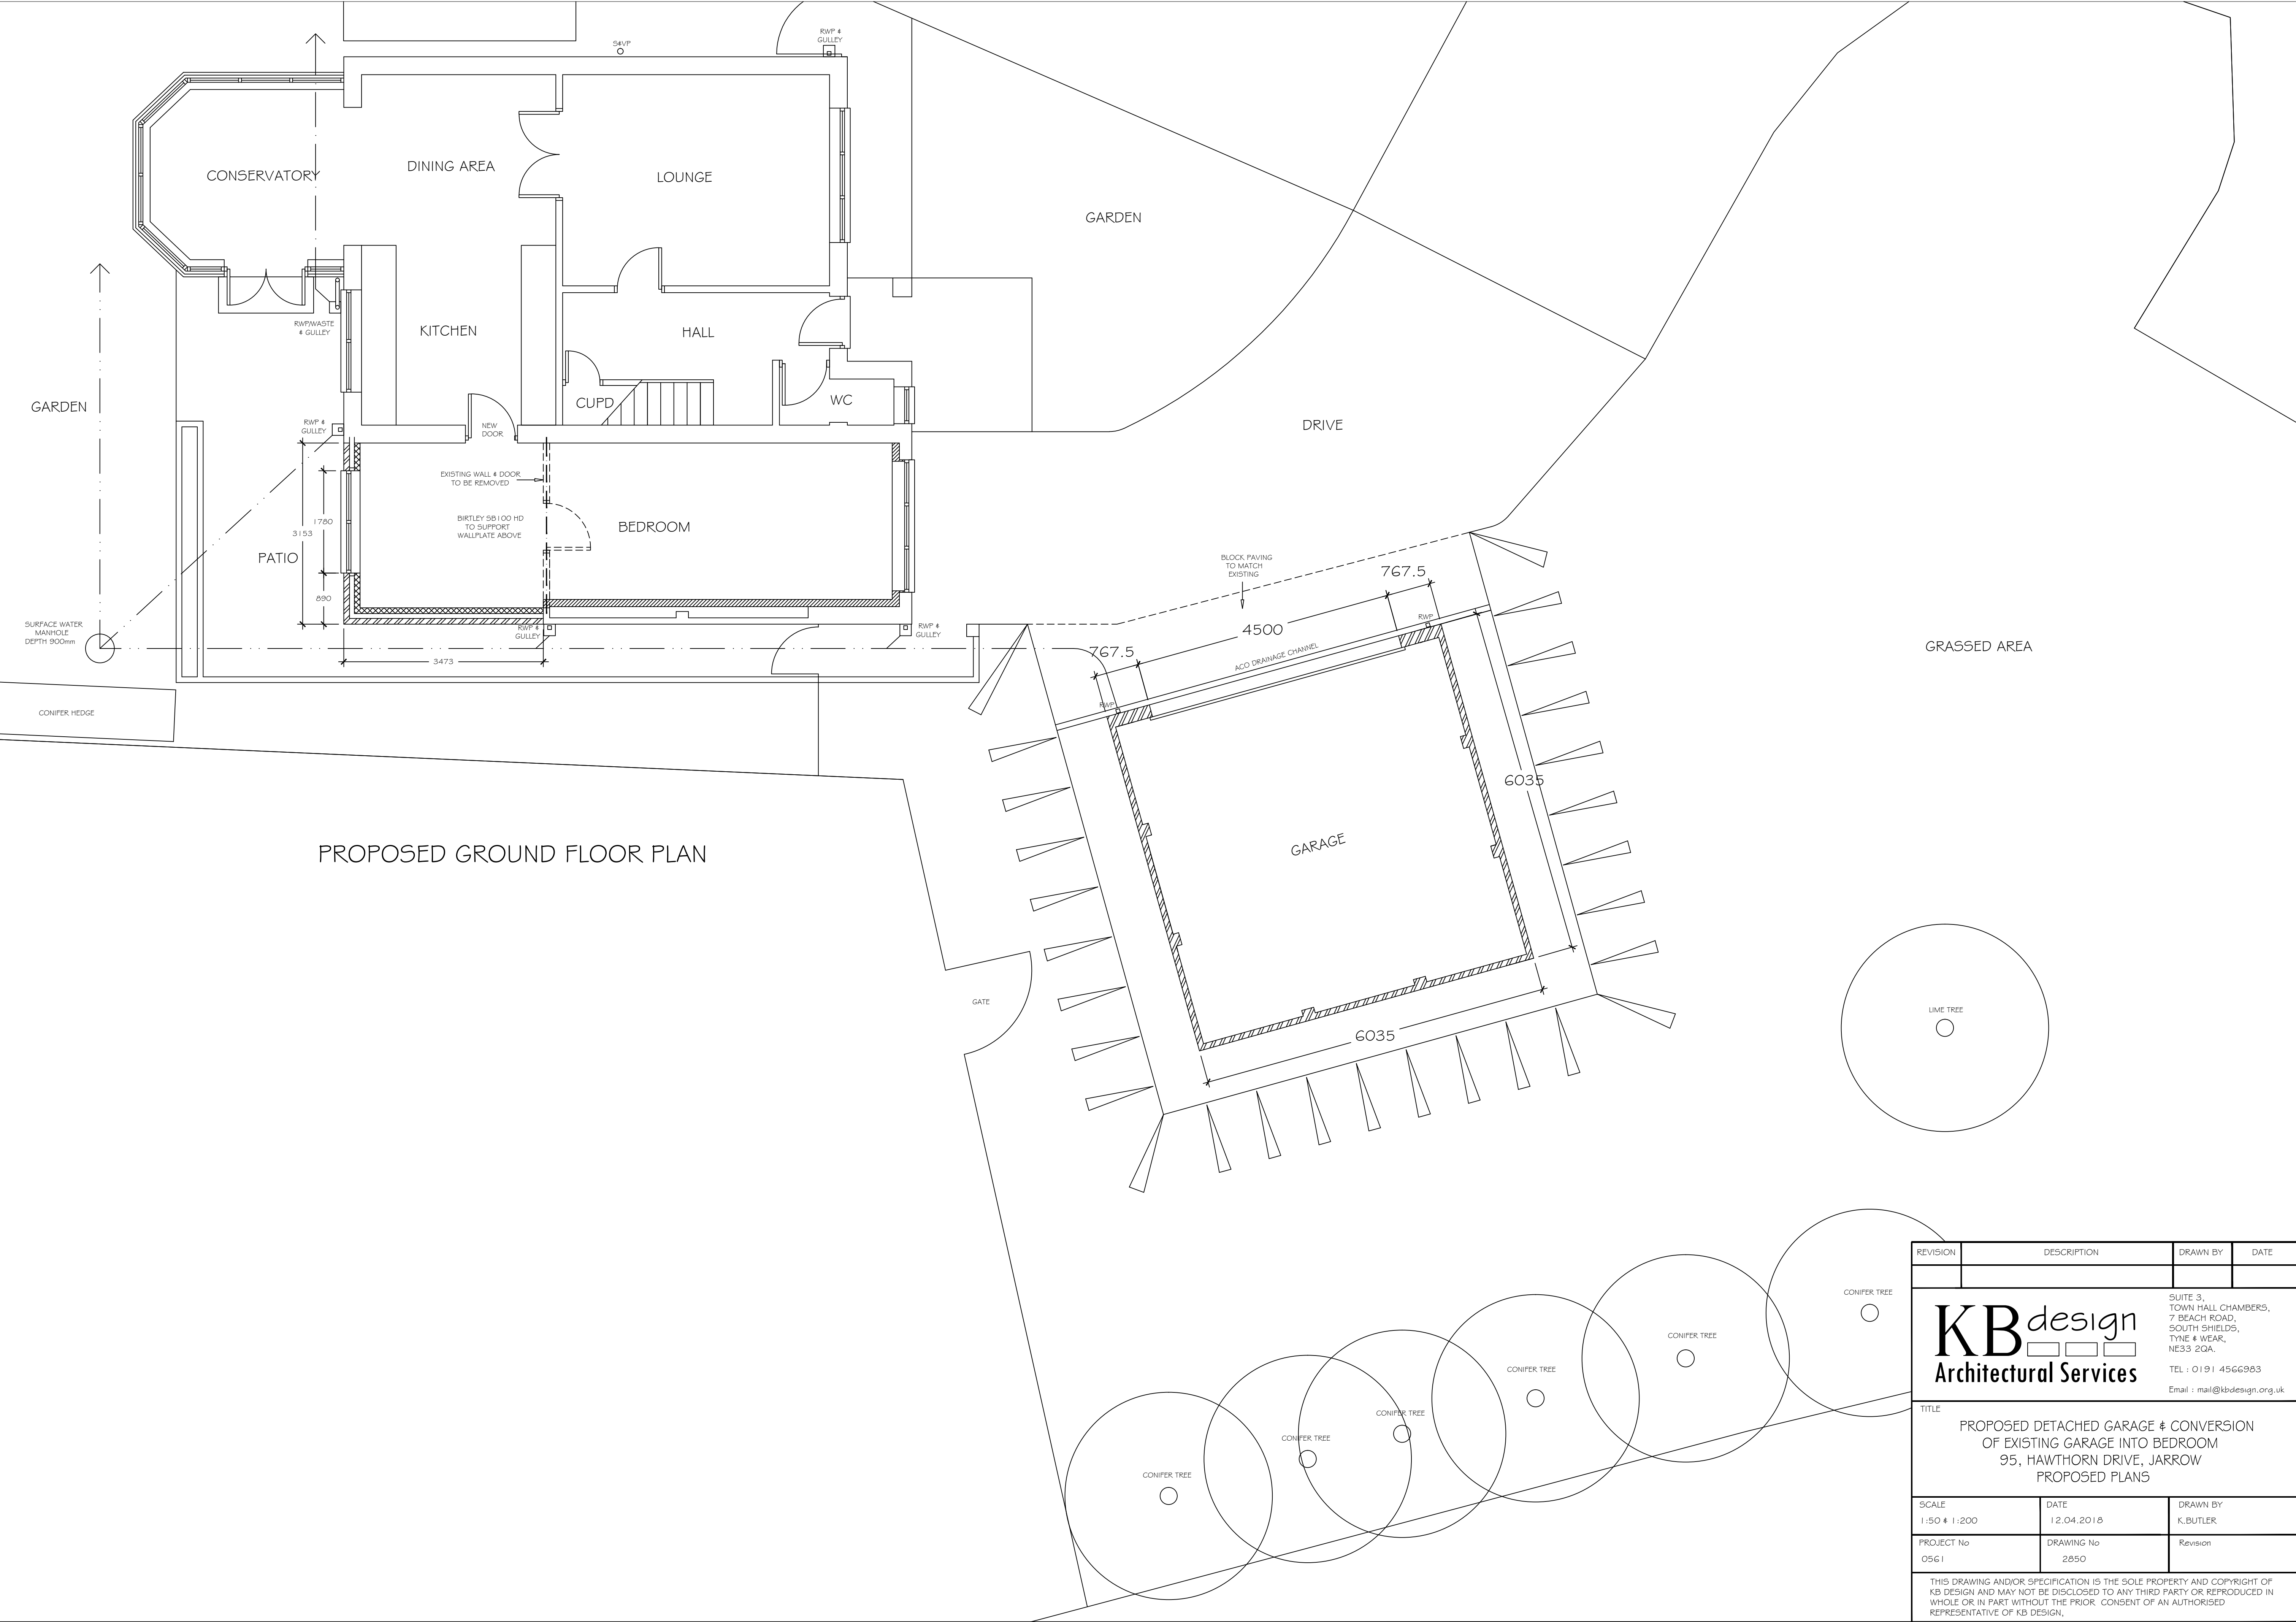 S&VP
RWP &
GULLEY
CONSERVATORY
DINING AREA
LOUNGE
GARDEN
RWP/WASTE
& GULLEY
KITCHEN
HALL
GARDEN
CUPD
WC
RWP &
GULLEY
NEW
DOOR
DRIVE
EXISTING WALL & DOOR
TO BE REMOVED
BIRTLEY SB100 HD
TO SUPPORT
WALLPLATE ABOVE
BEDROOM
1780
3153
PATIO
890
BLOCK PAVING
TO MATCH
EXISTING
767.5
4500
RWP
SURFACE WATER
MANHOLE
DEPTH 900mm
RWP &
GULLEY
RWP &
GULLEY
3473
767.5
ACO DRAINAGE CHANNEL
RWP
GRASSED AREA
CONIFER HEDGE
6035
GARAGE
PROPOSED GROUND FLOOR PLAN
GATE
6035
LIME TREE
CONIFER TREE
CONIFER TREE
CONIFER TREE
CONIFER TREE
CONIFER TREE
CONIFER TREE
REVISION DESCRIPTION DRAWN BY DATE
KB design
Architectural Services
SUITE 3,
TOWN HALL CHAMBERS,
7 BEACH ROAD,
SOUTH SHIELDS,
TYNE & WEAR,
NE33 2QA.
TEL : 0191 4566983
Email : mail@kbdesign.org.uk
TITLE
PROPOSED DETACHED GARAGE & CONVERSION
OF EXISTING GARAGE INTO BEDROOM
95, HAWTHORN DRIVE, JARROW
PROPOSED PLANS
SCALE DATE DRAWN BY
1:50 & 1:200 12.04.2018 K.BUTLER
PROJECT No DRAWING No Revision
0561 2850
THIS DRAWING AND/OR SPECIFICATION IS THE SOLE PROPERTY AND COPYRIGHT OF
KB DESIGN AND MAY NOT BE DISCLOSED TO ANY THIRD PARTY OR REPRODUCED IN
WHOLE OR IN PART WITHOUT THE PRIOR CONSENT OF AN AUTHORISED
REPRESENTATIVE OF KB DESIGN,